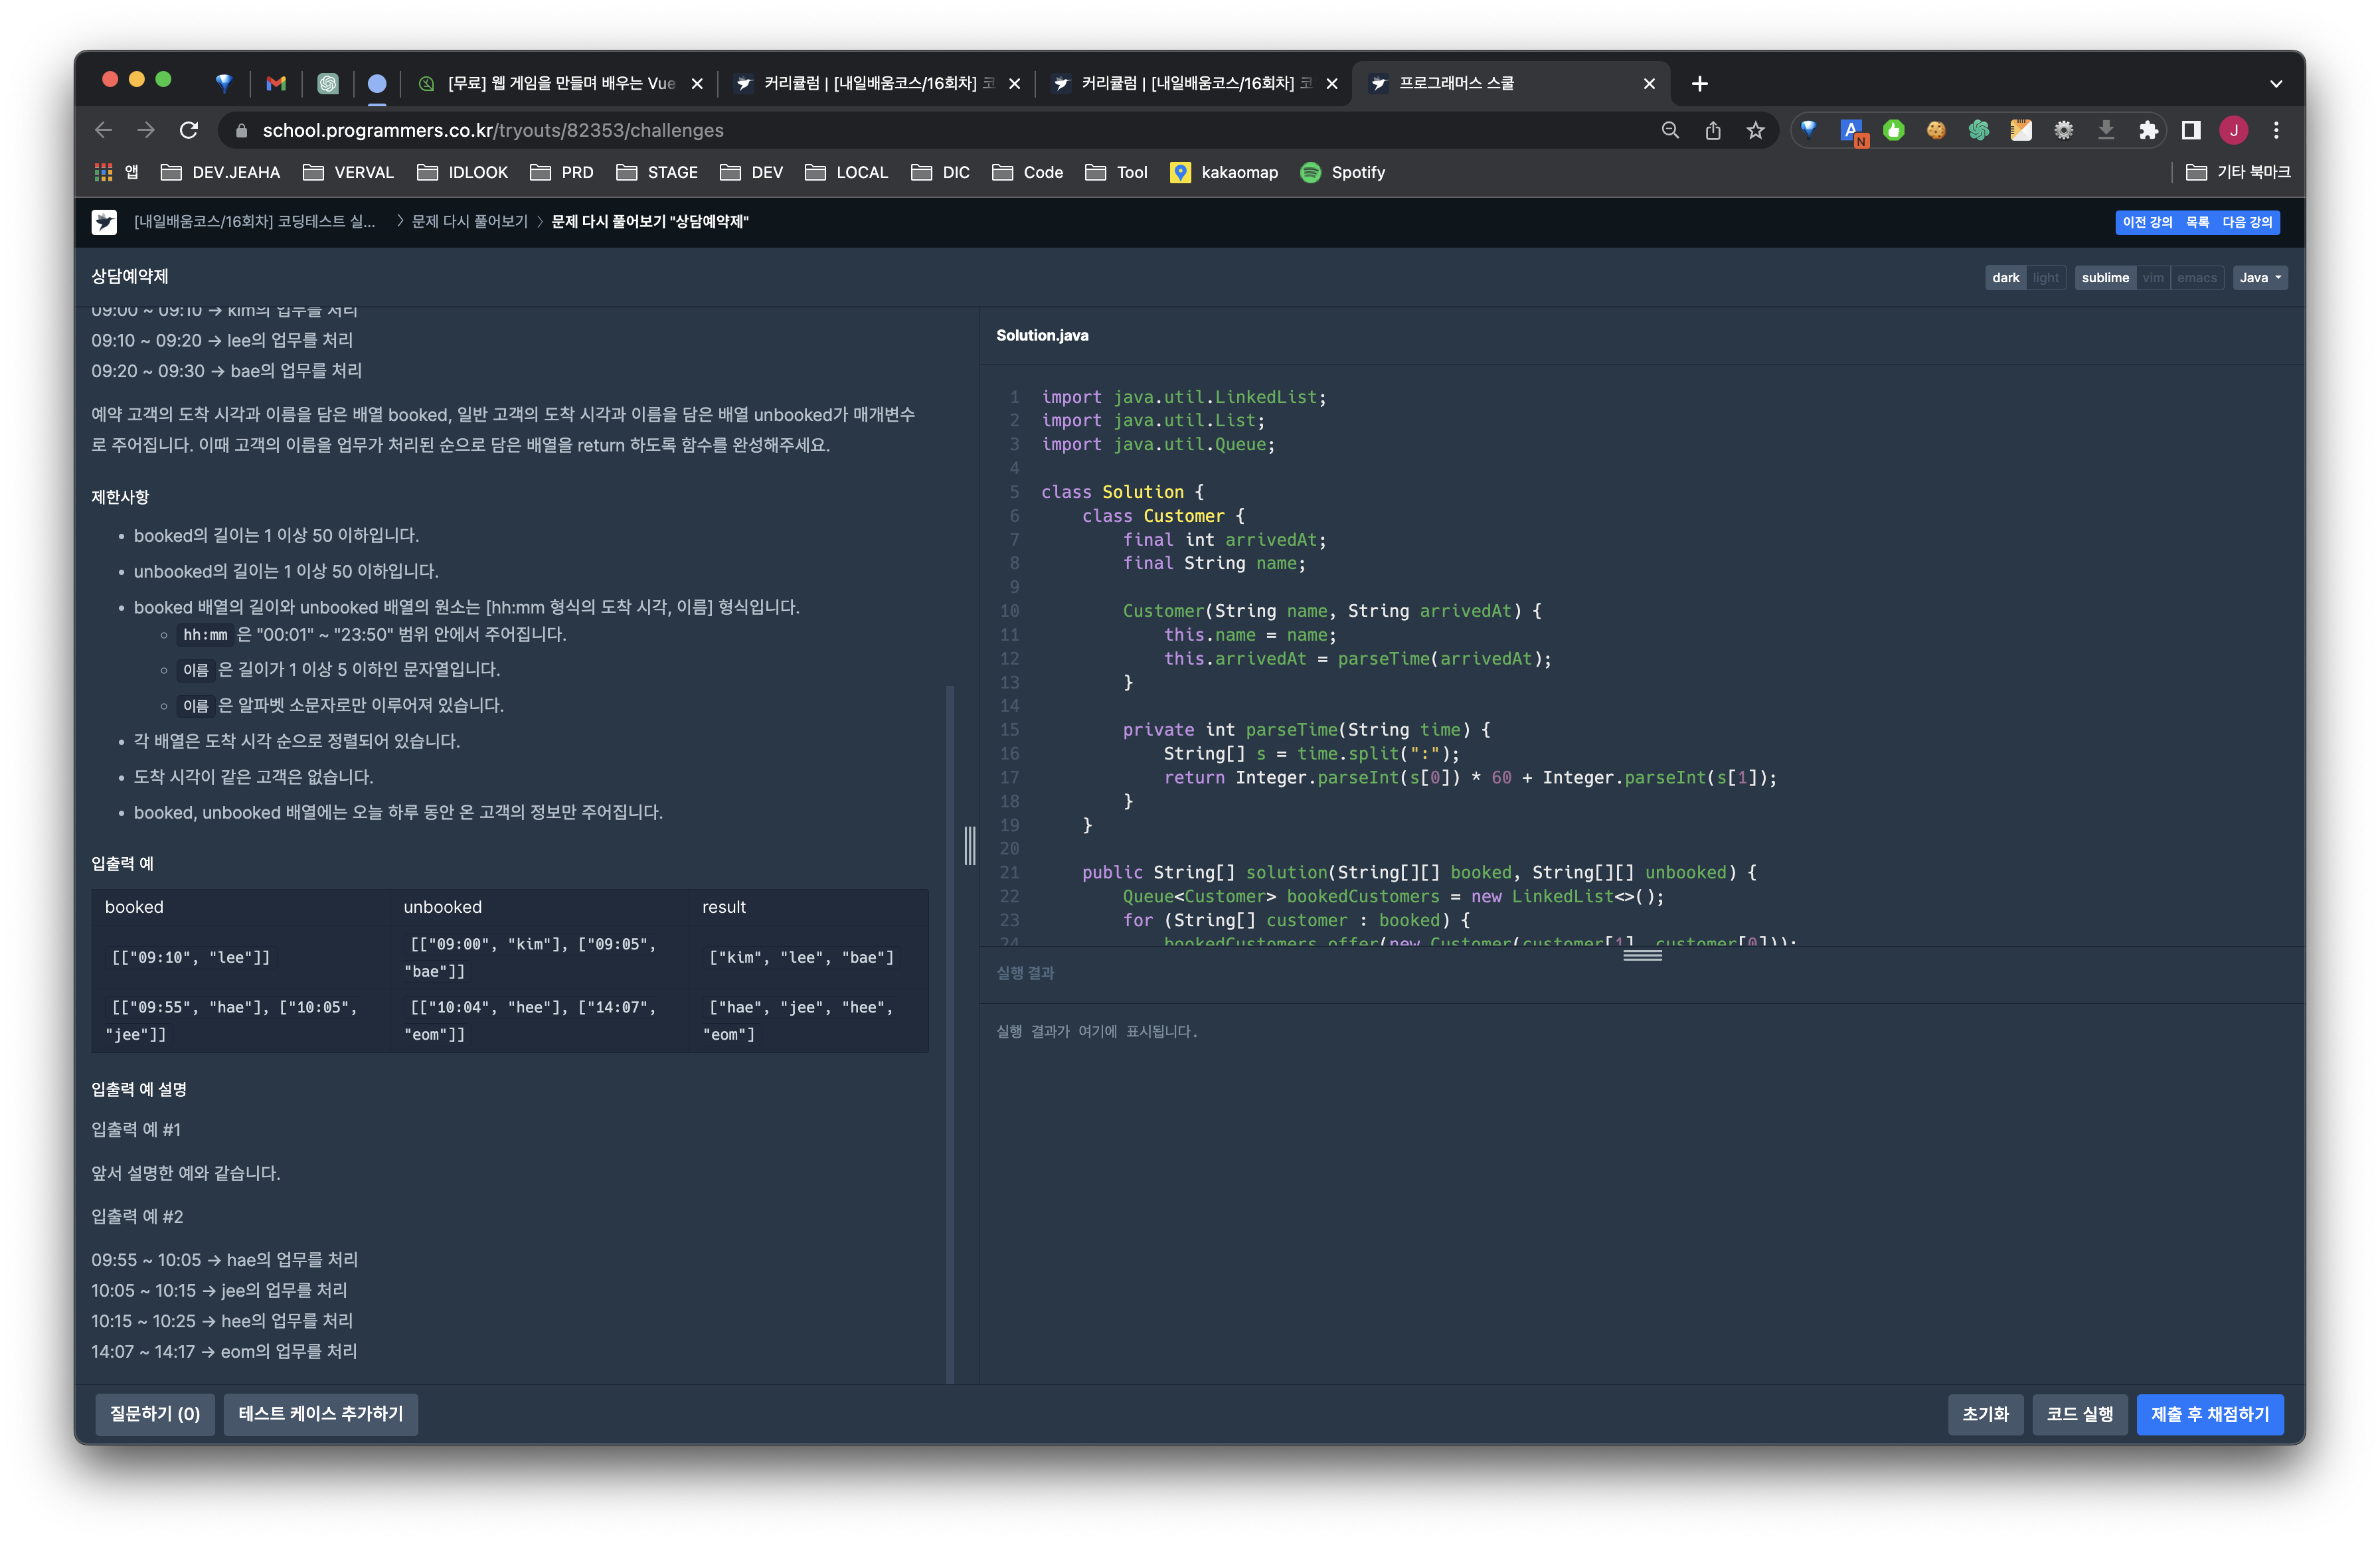 [무료] 웹 게임을 만들며 배우는 Vue
커리큘럼 | [내일배움코스/16회차] 코
커리큘럼 | [내일배움코스/16회차] 코
프로그래머스 스쿨
school.programmers.co.kr/tryouts/82353/challenges
A
N
J
앱
DEV.JEAHA
VERVAL
IDLOOK
PRD
STAGE
DEV
LOCAL
DIC
Code
Tool
kakaomap
Spotify
기타 북마크
[내일배움코스/16회차] 코딩테스트 실... > 문제 다시 풀어보기 > 문제 다시 풀어보기 "상담예약제"
이전 강의 목록 다음 강의
상담예약제
dark light sublime vim emacs Java
09:00 ~ 09:10 → kim의 업무를 처리
09:10 ~ 09:20 → lee의 업무를 처리
09:20 ~ 09:30 → bae의 업무를 처리
예약 고객의 도착 시각과 이름을 담은 배열 booked, 일반 고객의 도착 시각과 이름을 담은 배열 unbooked가 매개변수
로 주어집니다. 이때 고객의 이름을 업무가 처리된 순으로 담은 배열을 return 하도록 함수를 완성해주세요.
제한사항
• booked의 길이는 1 이상 50 이하입니다.
• unbooked의 길이는 1 이상 50 이하입니다.
• booked 배열의 길이와 unbooked 배열의 원소는 [hh:mm 형식의 도착 시각, 이름] 형식입니다.
◦ hh:mm 은 "00:01" ~ "23:50" 범위 안에서 주어집니다.
◦ 이름 은 길이가 1 이상 5 이하인 문자열입니다.
◦ 이름 은 알파벳 소문자로만 이루어져 있습니다.
• 각 배열은 도착 시각 순으로 정렬되어 있습니다.
• 도착 시각이 같은 고객은 없습니다.
• booked, unbooked 배열에는 오늘 하루 동안 온 고객의 정보만 주어집니다.
입출력 예
booked unbooked result
[["09:10", "lee"]] [["09:00", "kim"], ["09:05", "bae"]] ["kim", "lee", "bae"]
[["09:55", "hae"], ["10:05", "jee"]] [["10:04", "hee"], ["14:07", "eom"]] ["hae", "jee", "hee", "eom"]
입출력 예 설명
입출력 예 #1
앞서 설명한 예와 같습니다.
입출력 예 #2
09:55 ~ 10:05 → hae의 업무를 처리
10:05 ~ 10:15 → jee의 업무를 처리
10:15 ~ 10:25 → hee의 업무를 처리
14:07 ~ 14:17 → eom의 업무를 처리
Solution.java
1 import java.util.LinkedList;
2 import java.util.List;
3 import java.util.Queue;
4
5 class Solution {
6 class Customer {
7 final int arrivedAt;
8 final String name;
9
10 Customer(String name, String arrivedAt) {
11 this.name = name;
12 this.arrivedAt = parseTime(arrivedAt);
13 }
14
15 private int parseTime(String time) {
16 String[] s = time.split(":");
17 return Integer.parseInt(s[0]) * 60 + Integer.parseInt(s[1]);
18 }
19 }
20
21 public String[] solution(String[][] booked, String[][] unbooked) {
22 Queue<Customer> bookedCustomers = new LinkedList<>();
23 for (String[] customer : booked) {
24 bookedCustomers.offer(new Customer(customer[1], customer[0]));
실행 결과
실행 결과가 여기에 표시됩니다.
질문하기 (0)
테스트 케이스 추가하기
초기화
코드 실행
제출 후 채점하기